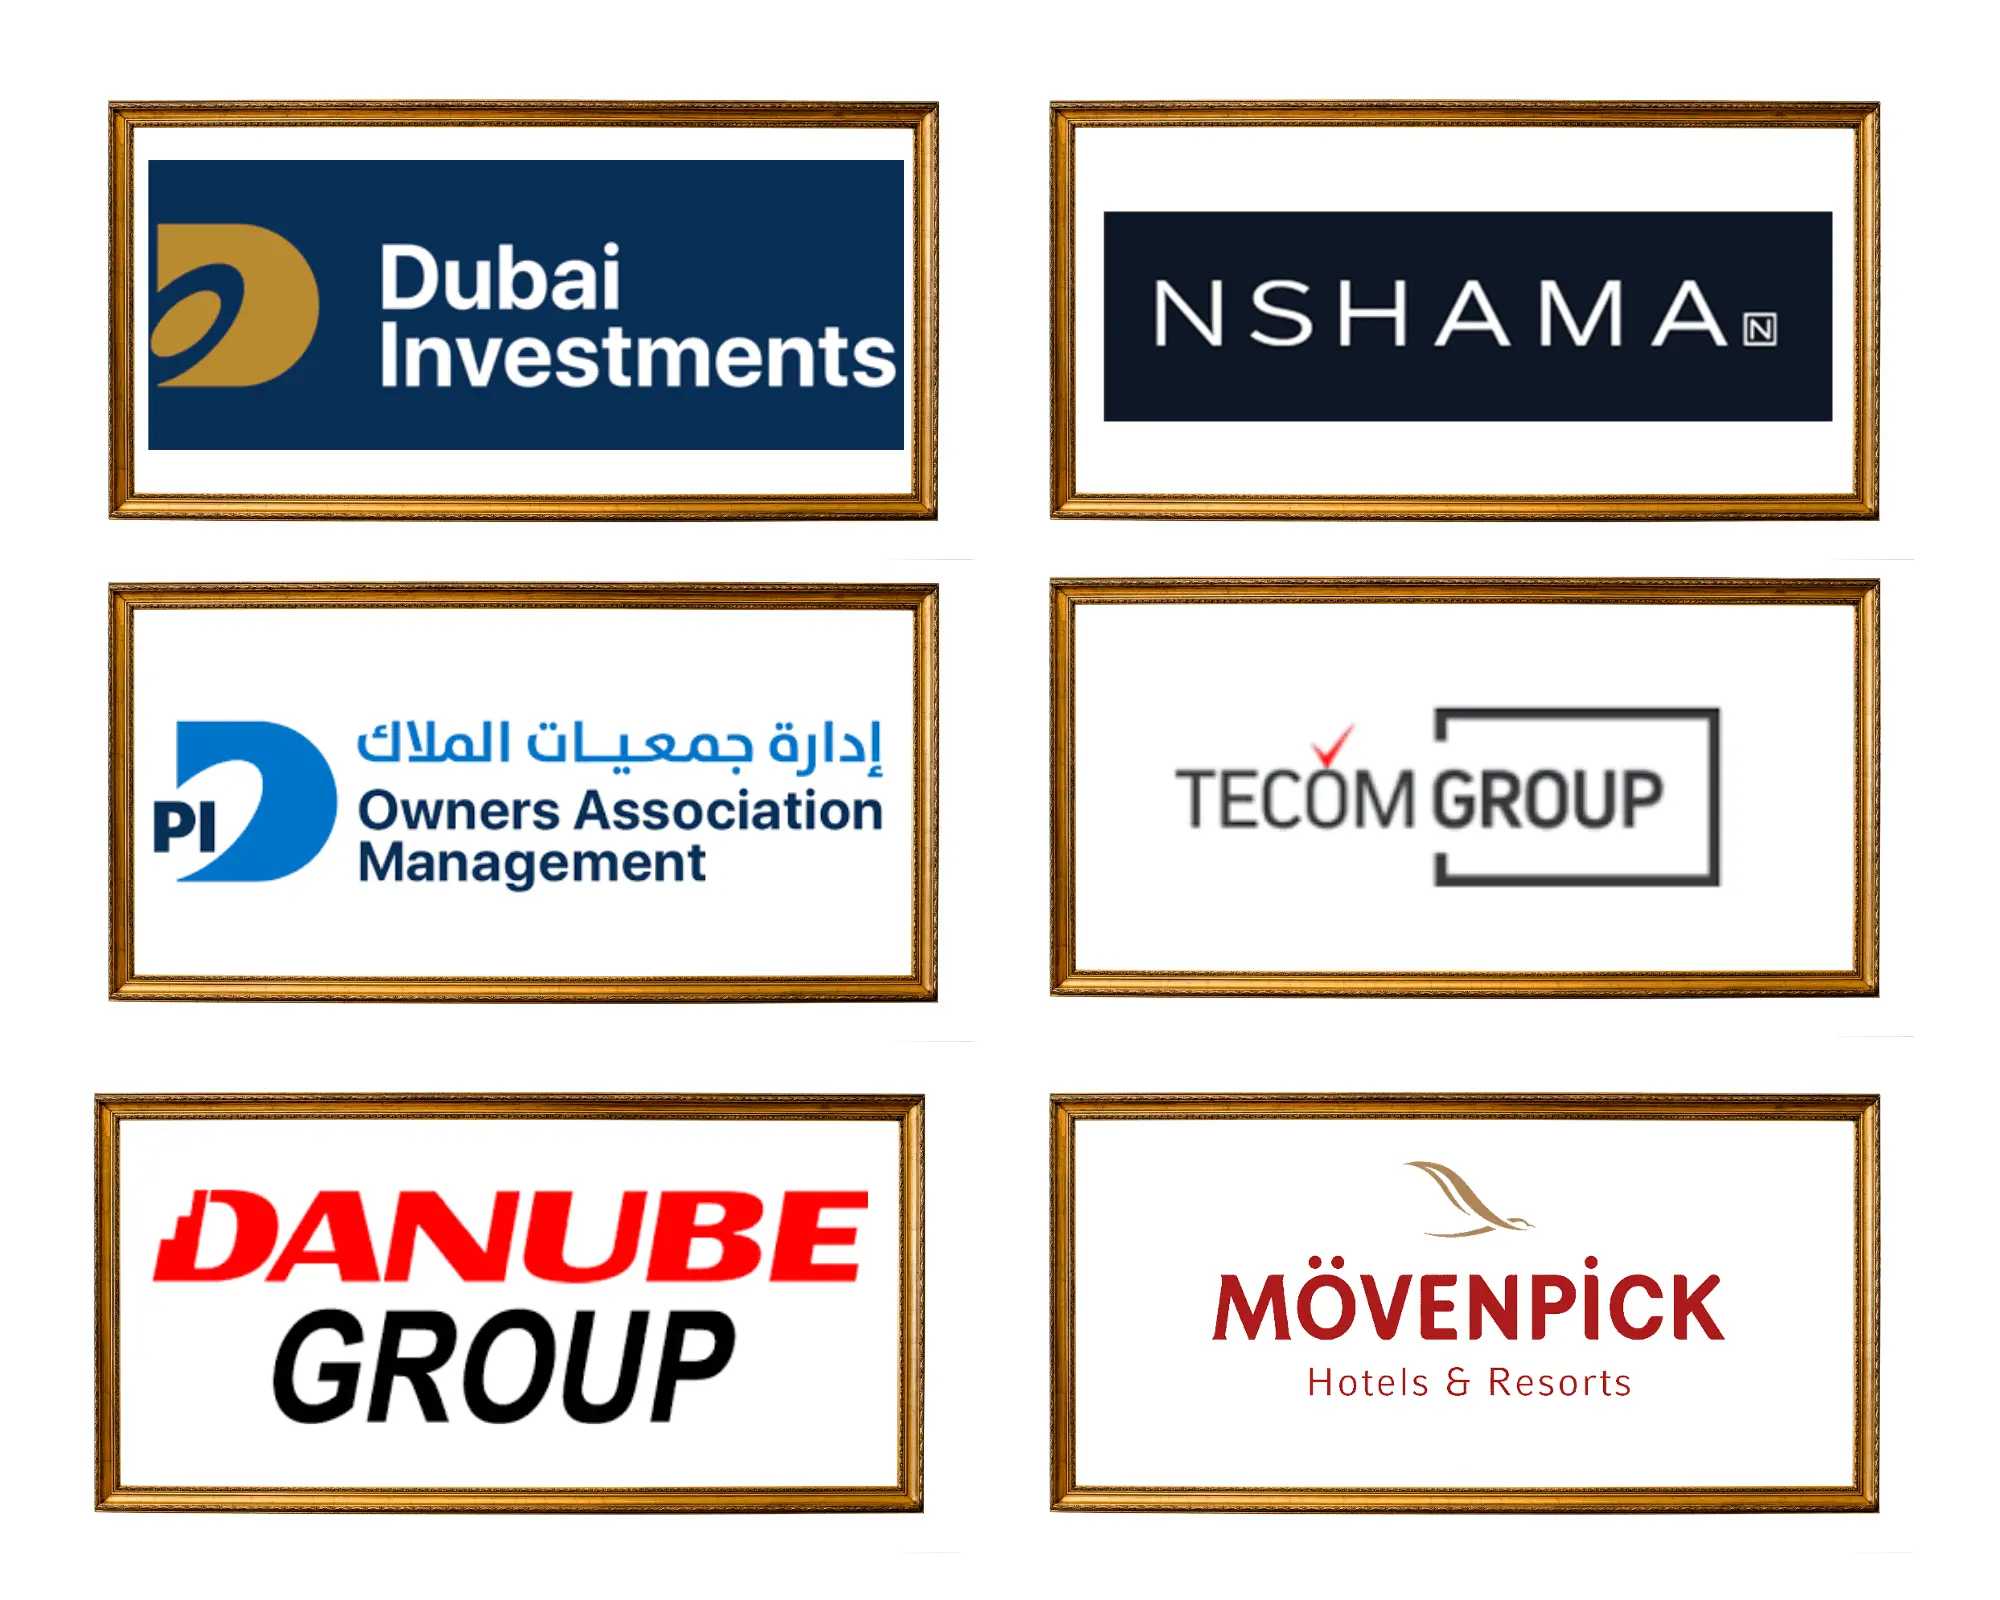 Dubai
Investments
NSHAMA N
إدارة جمعيات الملاك
PI
Owners Association
Management
TECOM GROUP
DANUBE
GROUP
MÖVENPICK
Hotels & Resorts